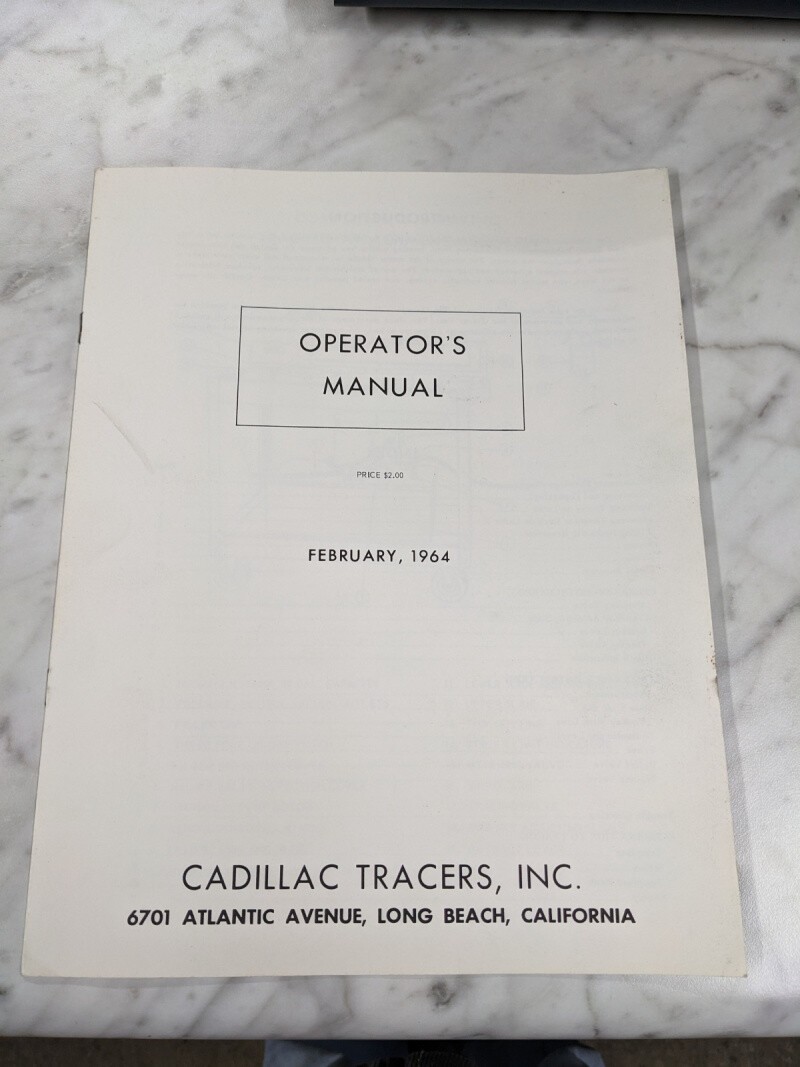 OPERATOR'S
MANUAL
PRICE $2.00
FEBRUARY, 1964
CADILLAC TRACERS, INC.
6701 ATLANTIC AVENUE, LONG BEACH, CALIFORNIA